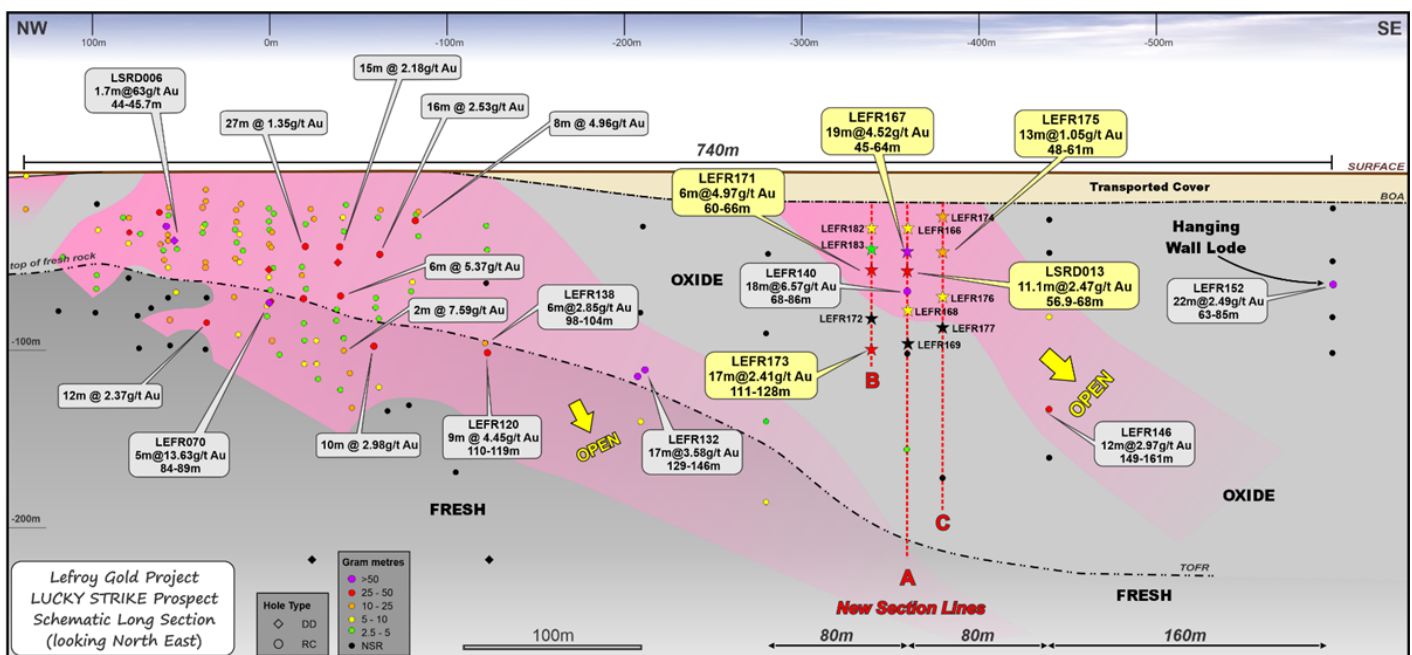 NW
SE
100m
0m
-100m
-200m
-300m
-400m
-500m
LSRD006
1.7m@63g/t Au
44-45.7m
15m @ 2.18g/t Au
27m @ 1.35g/t Au
16m @ 2.53g/t Au
8m @ 4.96g/t Au
LEFR167
19m@4.52g/t Au
45-64m
LEFR175
13m@1.05g/t Au
48-61m
740m
SURFACE
LEFR171
6m@4.97g/t Au
60-66m
Transported Cover
BOA
LEFR174
LEFR182
LEFR166
LEFR183
Hanging
Wall Lode
top of fresh rock
OXIDE
6m @ 5.37g/t Au
LEFR140
18m@6.57g/t Au
68-86m
LSRD013
11.1m@2.47g/t Au
56.9-68m
LEFR152
22m@2.49g/t Au
63-85m
LEFR138
6m@2.85g/t Au
98-104m
2m @ 7.59g/t Au
LEFR176
LEFR168
LEFR172
LEFR177
LEFR169
-100m
LEFR173
17m@2.41g/t Au
111-128m
B
OPEN
12m @ 2.37g/t Au
LEFR070
5m@13.63g/t Au
84-89m
10m @ 2.98g/t Au
LEFR120
9m @ 4.45g/t Au
110-119m
OPEN
LEFR132
17m@3.58g/t Au
129-146m
LEFR146
12m@2.97g/t Au
149-161m
OXIDE
FRESH
-200m
C
TOFR
A
FRESH
New Section Lines
Lefroy Gold Project
LUCKY STRIKE Prospect
Schematic Long Section
(looking North East)
Hole Type
DD
RC
Gram metres
>50
25 - 50
10 - 25
5 - 10
2.5 - 5
NSR
100m
80m
80m
160m